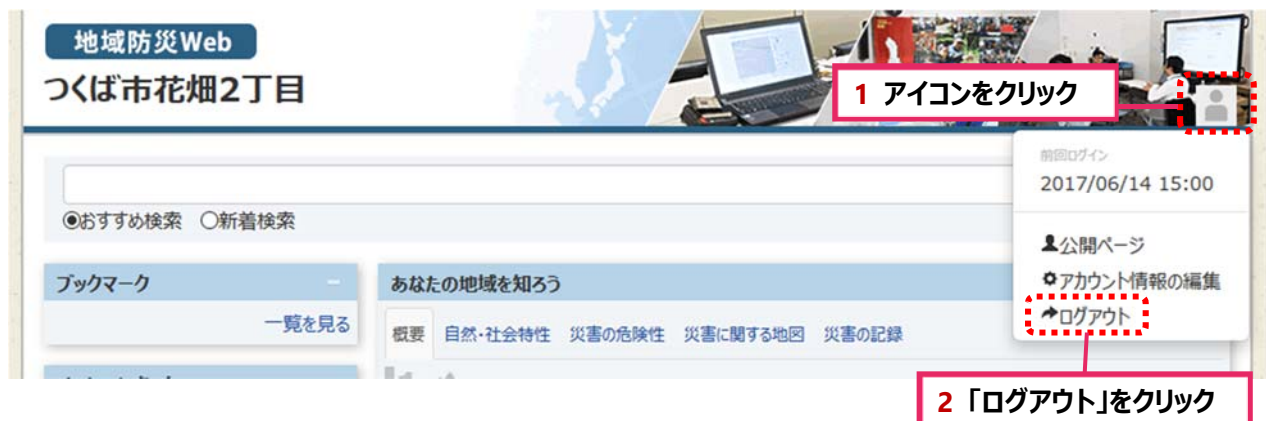 地域防災Web
つくば市花畑2丁目
1 アイコンをクリック
前回ログイン
2017/06/14 15:00
おすすめ検索 新着検索
公開ページ
アカウント情報の編集
ログアウト
ブックマーク
一覧を見る
あなたの地域を知ろう
概要 自然・社会特性 災害の危険性 災害に関する地図 災害の記録
2 「ログアウト」をクリック